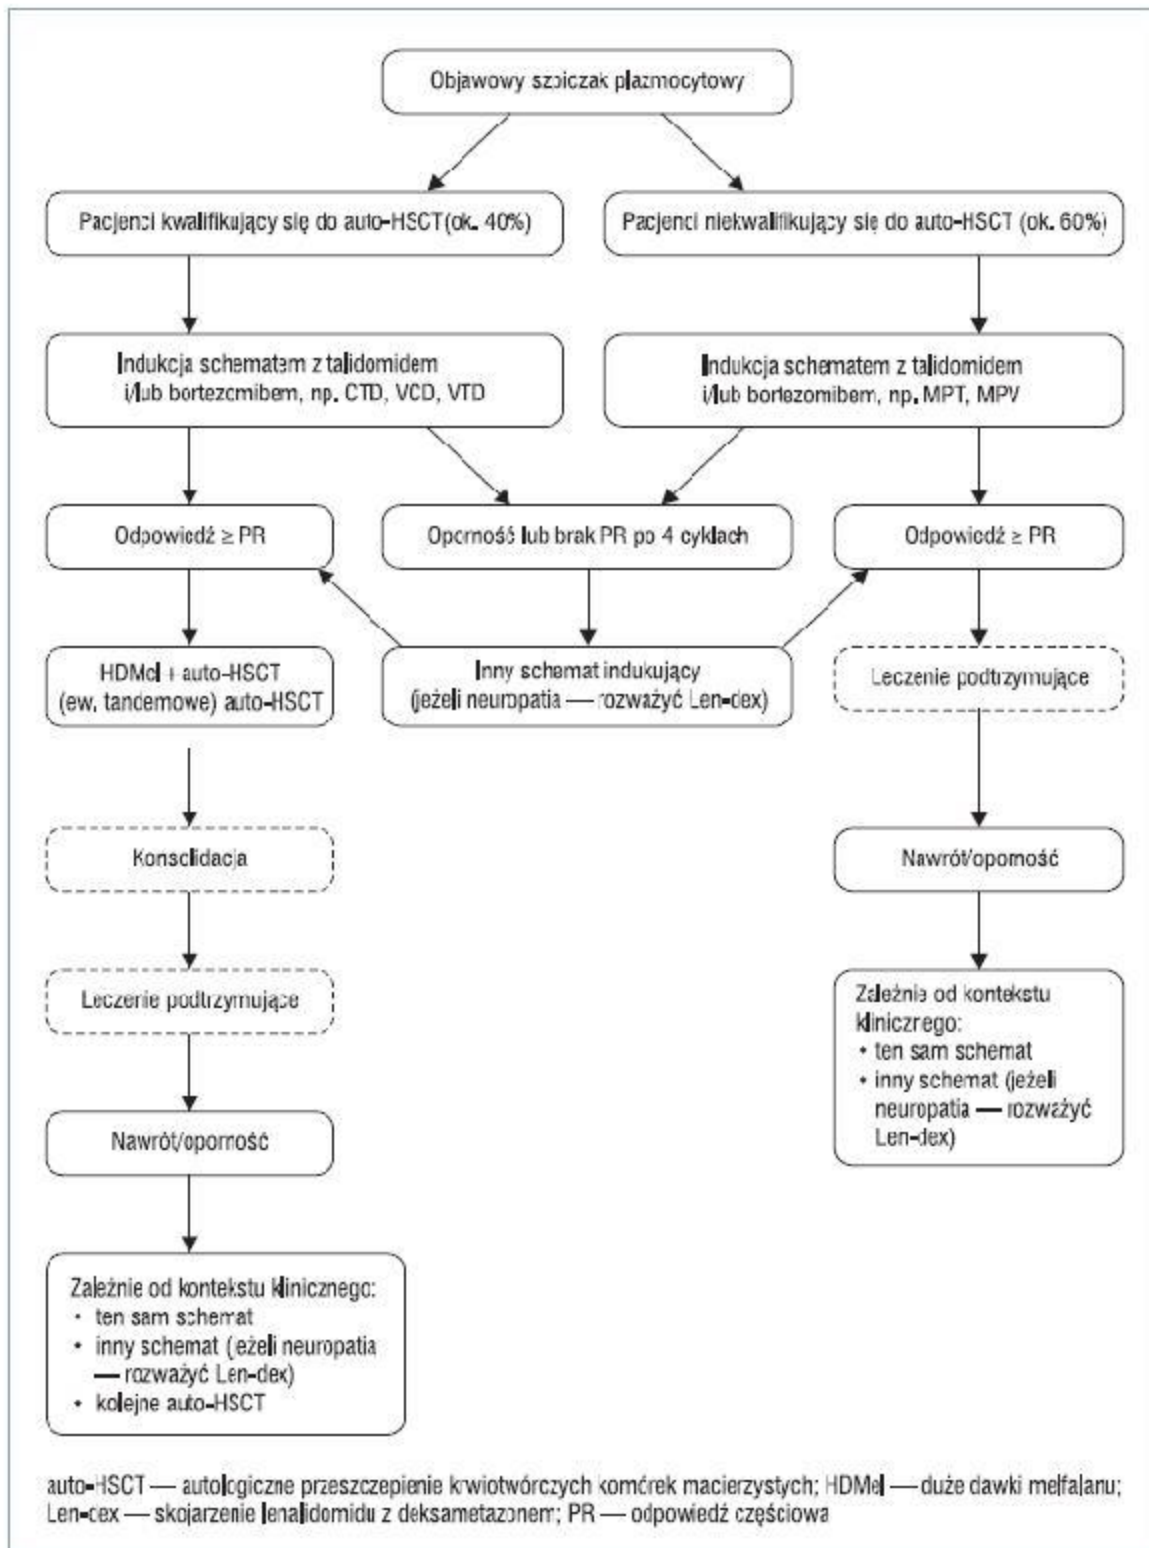 Objawowy szpiczak plazmocytowy
Pacjenci kwalifikujący się do auto-HSCT(ok. 40%)
Pacjenci niekwalifikujący się do auto-HSCT (ok. 60%)
Indukcja schematem z talidomidem
i/lub bortezomibem, np. CTD, VCD, VTD
Indukcja schematem z talidomidem
i/lub bortezomibem, np. MPT, MPV
Odpowiedź ≥ PR
Oporność lub brak PR po 4 cyklach
Odpowiedź ≥ PR
HDMel + auto-HSCT
(ew. tandemowe) auto-HSCT
Inny schemat indukujący
(jeżeli neuropatia — rozważyć Len-dex)
Leczenie podtrzymujące
Konsolidacja
Nawrót/oporność
Leczenie podtrzymujące
Zależnie od kontekstu
klinicznego:
• ten sam schemat
• inny schemat (jeżeli
neuropatia — rozważyć
Len-dex)
Nawrót/oporność
Zależnie od kontekstu klinicznego:
• ten sam schemat
• inny schemat (jeżeli neuropatia
— rozważyć Len-dex)
• kolejne auto-HSCT
auto-HSCT — autologiczne przeszczepienie krwiotwórczych komórek macierzystych; HDMel — duże dawki melfalanu;
Len-dex — skojarzenie lenalidomidu z deksametazonem; PR — odpowiedź częściowa